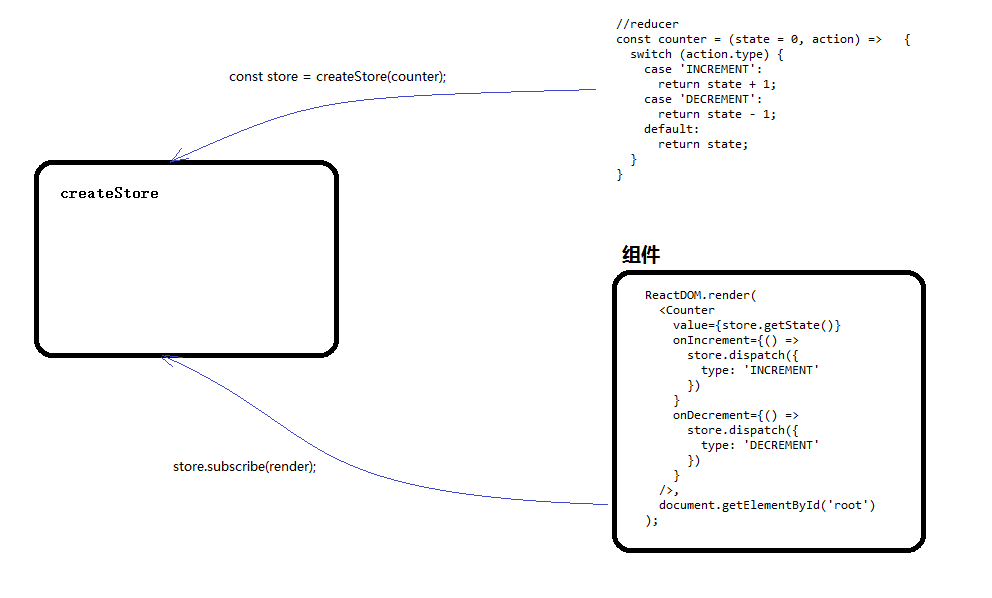 //reducer
const counter = (state = 0, action) =>   {
  switch (action.type) {
    case 'INCREMENT':
      return state + 1;
    case 'DECREMENT':
      return state - 1;
    default:
      return state;
  }
}
const store = createStore(counter);
createStore
组件
ReactDOM.render(
  <Counter
    value={store.getState()}
    onIncrement={() =>
      store.dispatch({
        type: 'INCREMENT'
      })
    }
    onDecrement={() =>
      store.dispatch({
        type: 'DECREMENT'
      })
    }
  />,
  document.getElementById('root')
);
store.subscribe(render);